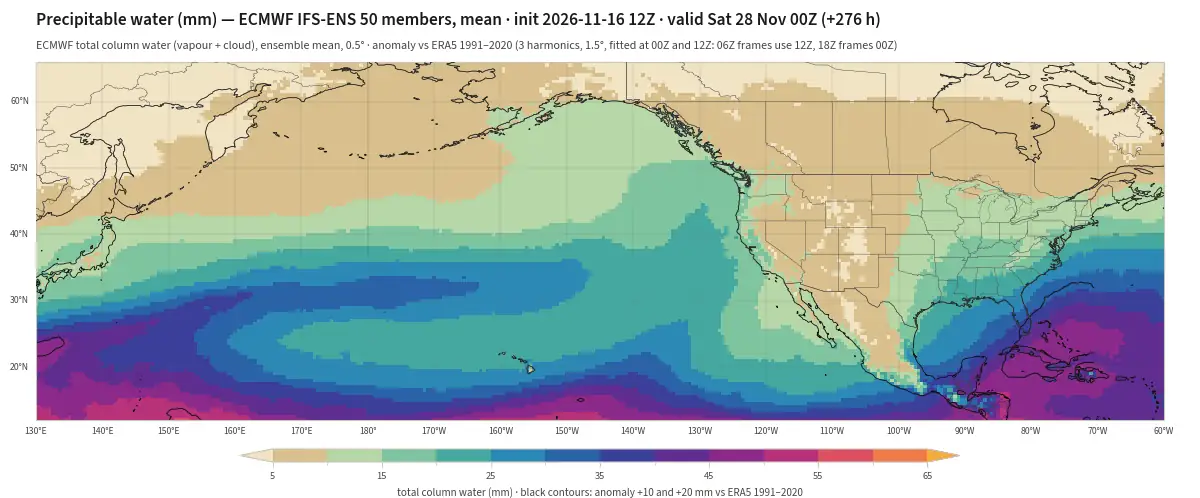 Precipitable water (mm) — ECMWF IFS-ENS 50 members, mean · init 2026-11-16 12Z · valid Sat 28 Nov 00Z (+276 h)
ECMWF total column water (vapour + cloud), ensemble mean, 0.5° · anomaly vs ERA5 1991–2020 (3 harmonics, 1.5°, fitted at 00Z and 12Z: 06Z frames use 12Z, 18Z frames 00Z)
60°N
50°N
40°N
30°N
20°N
130°E 140°E 150°E 160°E 170°E 180° 170°W 160°W 150°W 140°W 130°W 120°W 110°W 100°W 90°W 80°W 70°W 60°W
5 15 25 35 45 55 65
total column water (mm) · black contours: anomaly +10 and +20 mm vs ERA5 1991–2020